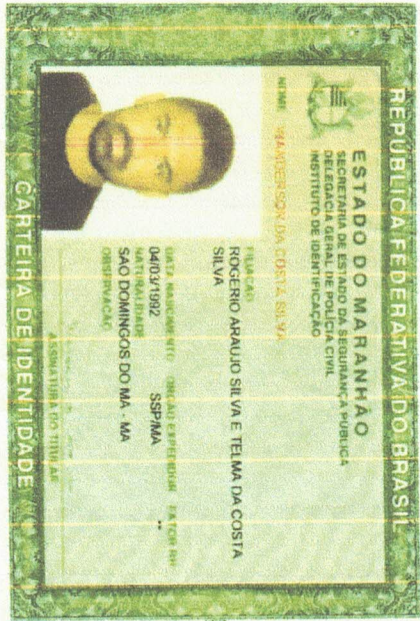 REPÚBLICA FEDERATIVA DO BRASIL
ESTADO DO MARANHÃO
SECRETARIA DE ESTADO DA SEGURANÇA PÚBLICA
DELEGACIA GERAL DE POLÍCIA CIVIL
INSTITUTO DE IDENTIFICAÇÃO
NOME WANDERSON DA COSTA SILVA
FILIAÇÃO
ROGERIO ARAUJO SILVA E TELMA DA COSTA
SILVA
DATA NASCIMENTO ORGÃO EXPEDIDOR FATOR RH
04/03/1992 SSP/MA **
NATURALIDADE
SAO DOMINGOS DO MA - MA
OBSERVAÇÃO
ASSINATURA DO TITULAR
CARTEIRA DE IDENTIDADE